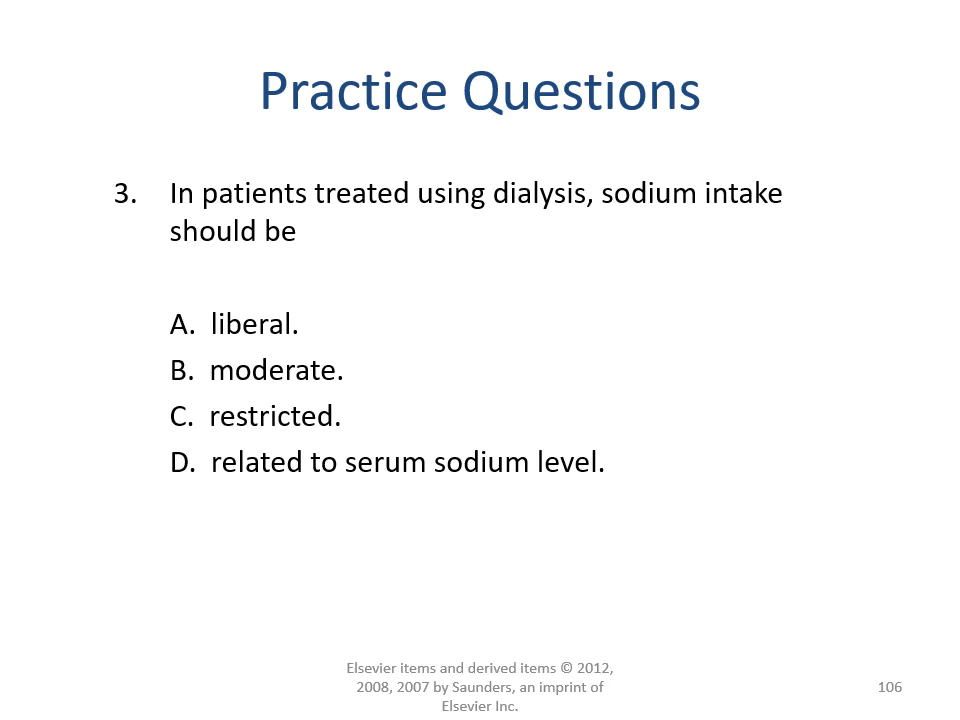 Practice Questions
3. In patients treated using dialysis, sodium intake
should be
A. liberal.
B. moderate.
C. restricted.
D. related to serum sodium level.
Elsevier items and derived items © 2012,
2008, 2007 by Saunders, an imprint of
Elsevier Inc.
106